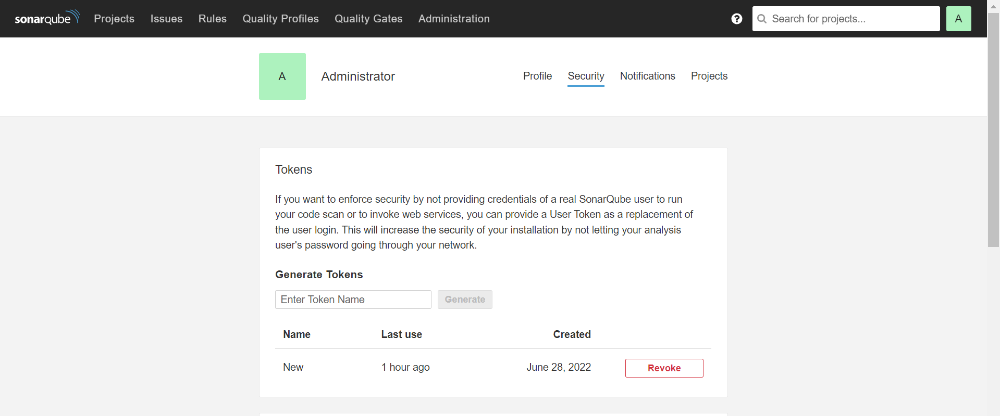 sonarqube Projects Issues Rules Quality Profiles Quality Gates Administration ? Search for projects... A
A Administrator Profile Security Notifications Projects
Tokens
If you want to enforce security by not providing credentials of a real SonarQube user to run
your code scan or to invoke web services, you can provide a User Token as a replacement of
the user login. This will increase the security of your installation by not letting your analysis
user's password going through your network.
Generate Tokens
Enter Token Name Generate
Name Last use Created
New 1 hour ago June 28, 2022 Revoke